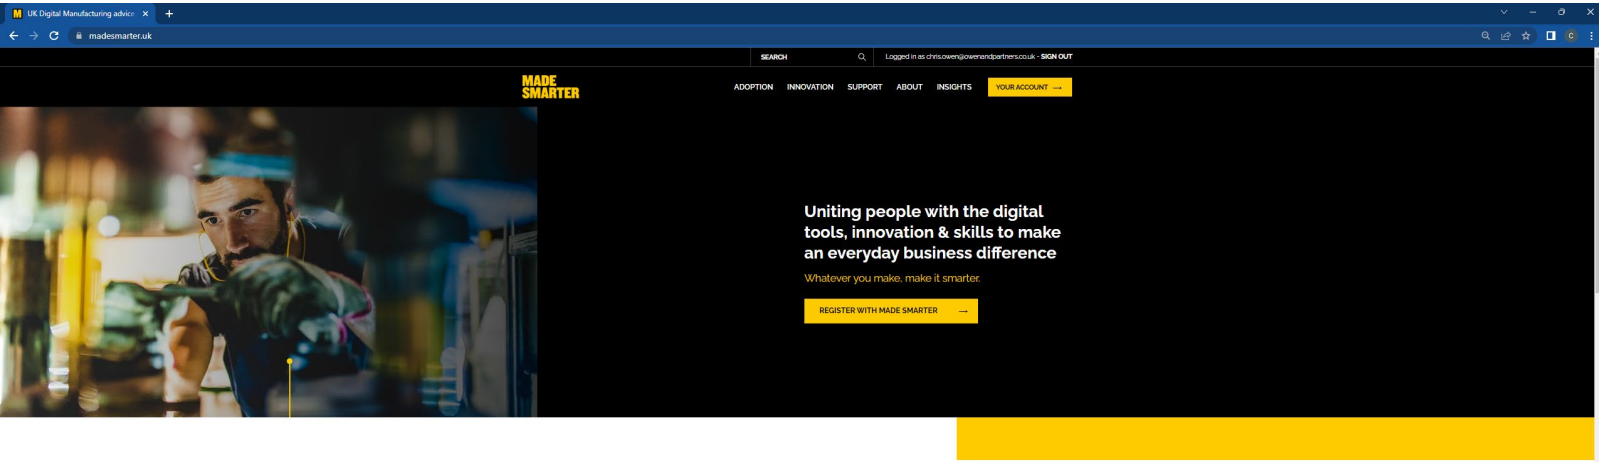 M UK Digital Manufacturing advice
madesmarter.uk
C
SEARCH
Logged in as chris.owen@owenandpartners.co.uk - SIGN OUT
MADE
SMARTER
ADOPTION INNOVATION SUPPORT ABOUT INSIGHTS YOUR ACCOUNT →
Uniting people with the digital
tools, innovation & skills to make
an everyday business difference
Whatever you make, make it smarter.
REGISTER WITH MADE SMARTER →